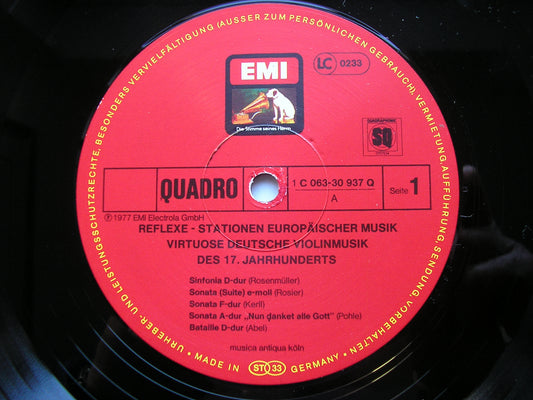 URHEBER- UND LEISTUNGSSCHUTZRECHTE, BESONDERS VERVIELFÄLTIGUNG (AUSSER ZUM PERSÖNLICHEN GEBRAUCH), VERMIETUNG, AUFFÜHRUNG, SENDUNG, VORBEHALTEN
EMI
LC 0233
Die Stimme seines Herrn
QUADRAPHONIC
SQ
QUADRO
1 C 063-30 937 Q
A
Seite 1
Ⓟ 1977 EMI Electrola GmbH
REFLEXE - STATIONEN EUROPÄISCHER MUSIK
VIRTUOSE DEUTSCHE VIOLINMUSIK
DES 17. JAHRHUNDERTS
Sinfonia D-dur (Rosenmüller)
Sonata (Suite) e-moll (Rosier)
Sonata F-dur (Kerll)
Sonata A-dur „Nun danket alle Gott" (Pohle)
Bataille D-dur (Abel)
musica antiqua köln
• MADE IN STO 33 GERMANY •